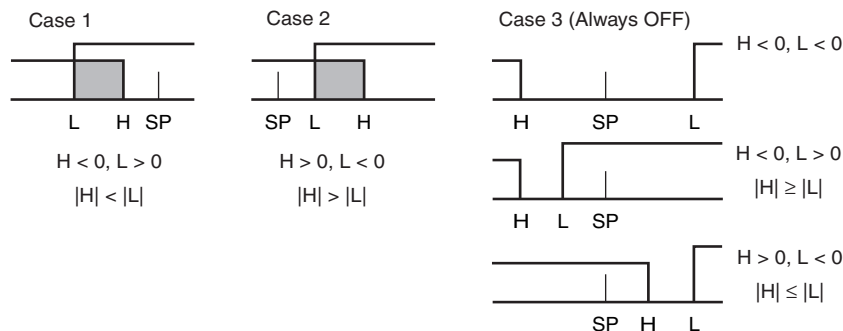 Case 1
L H SP
H < 0, L > 0
|H| < |L|
Case 2
SP L H
H > 0, L < 0
|H| > |L|
Case 3 (Always OFF)
H < 0, L < 0
H SP L
H < 0, L > 0
|H| ≥ |L|
H L SP
H > 0, L < 0
|H| ≤ |L|
SP H L